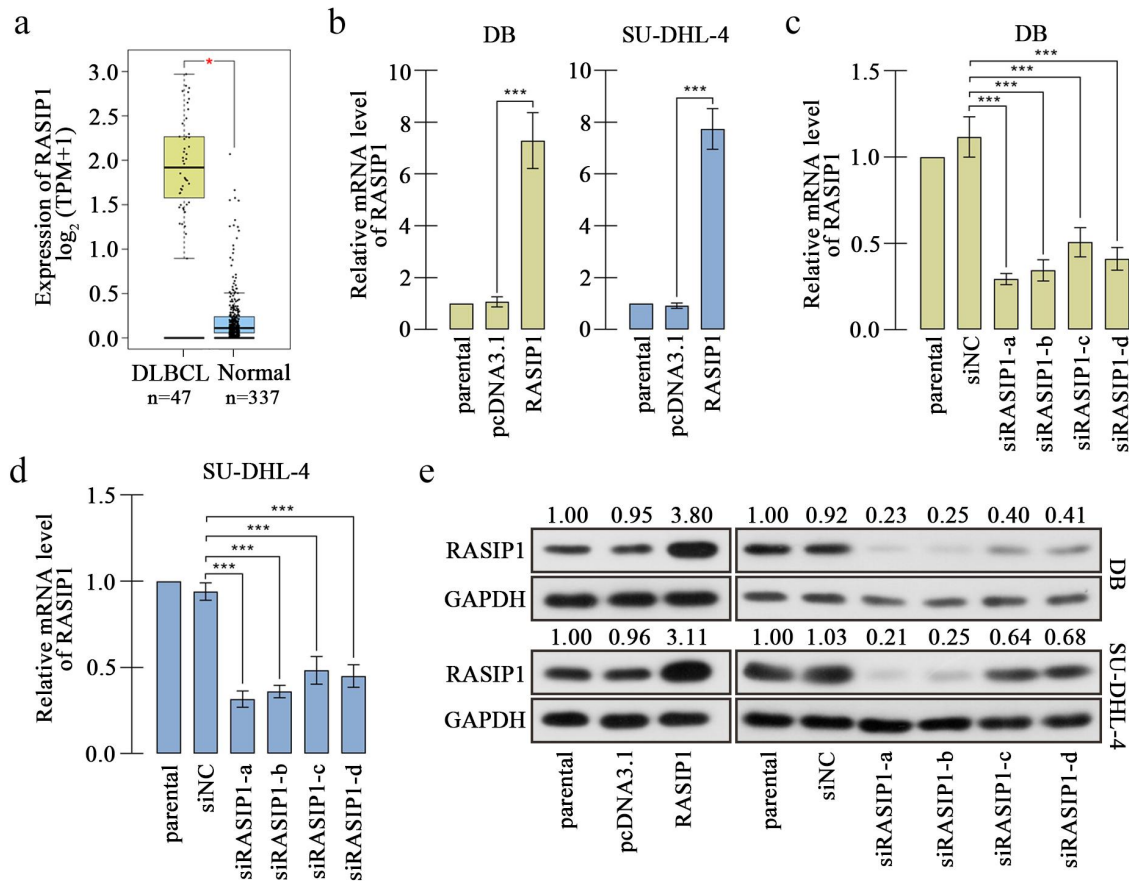 a
Expression of RASIP1
log2 (TPM+1)
3.0
2.5
2.0
1.5
1.0
0.5
0.0
*
DLBCL
n=47
Normal
n=337
b
DB
Relative mRNA level
of RASIP1
10
8
6
4
2
0
***
parental
pcDNA3.1
RASIP1
SU-DHL-4
10
8
6
4
2
0
***
parental
pcDNA3.1
RASIP1
c
DB
Relative mRNA level
of RASIP1
1.5
1.0
0.5
0.0
***
***
***
***
parental
siNC
siRASIP1-a
siRASIP1-b
siRASIP1-c
siRASIP1-d
d
SU-DHL-4
Relative mRNA level
of RASIP1
1.5
1.0
0.5
0.0
***
***
***
***
parental
siNC
siRASIP1-a
siRASIP1-b
siRASIP1-c
siRASIP1-d
e
1.00 0.95 3.80 1.00 0.92 0.23 0.25 0.40 0.41
RASIP1
GAPDH
DB
1.00 0.96 3.11 1.00 1.03 0.21 0.25 0.64 0.68
RASIP1
GAPDH
SU-DHL-4
parental
pcDNA3.1
RASIP1
parental
siNC
siRASIP1-a
siRASIP1-b
siRASIP1-c
siRASIP1-d